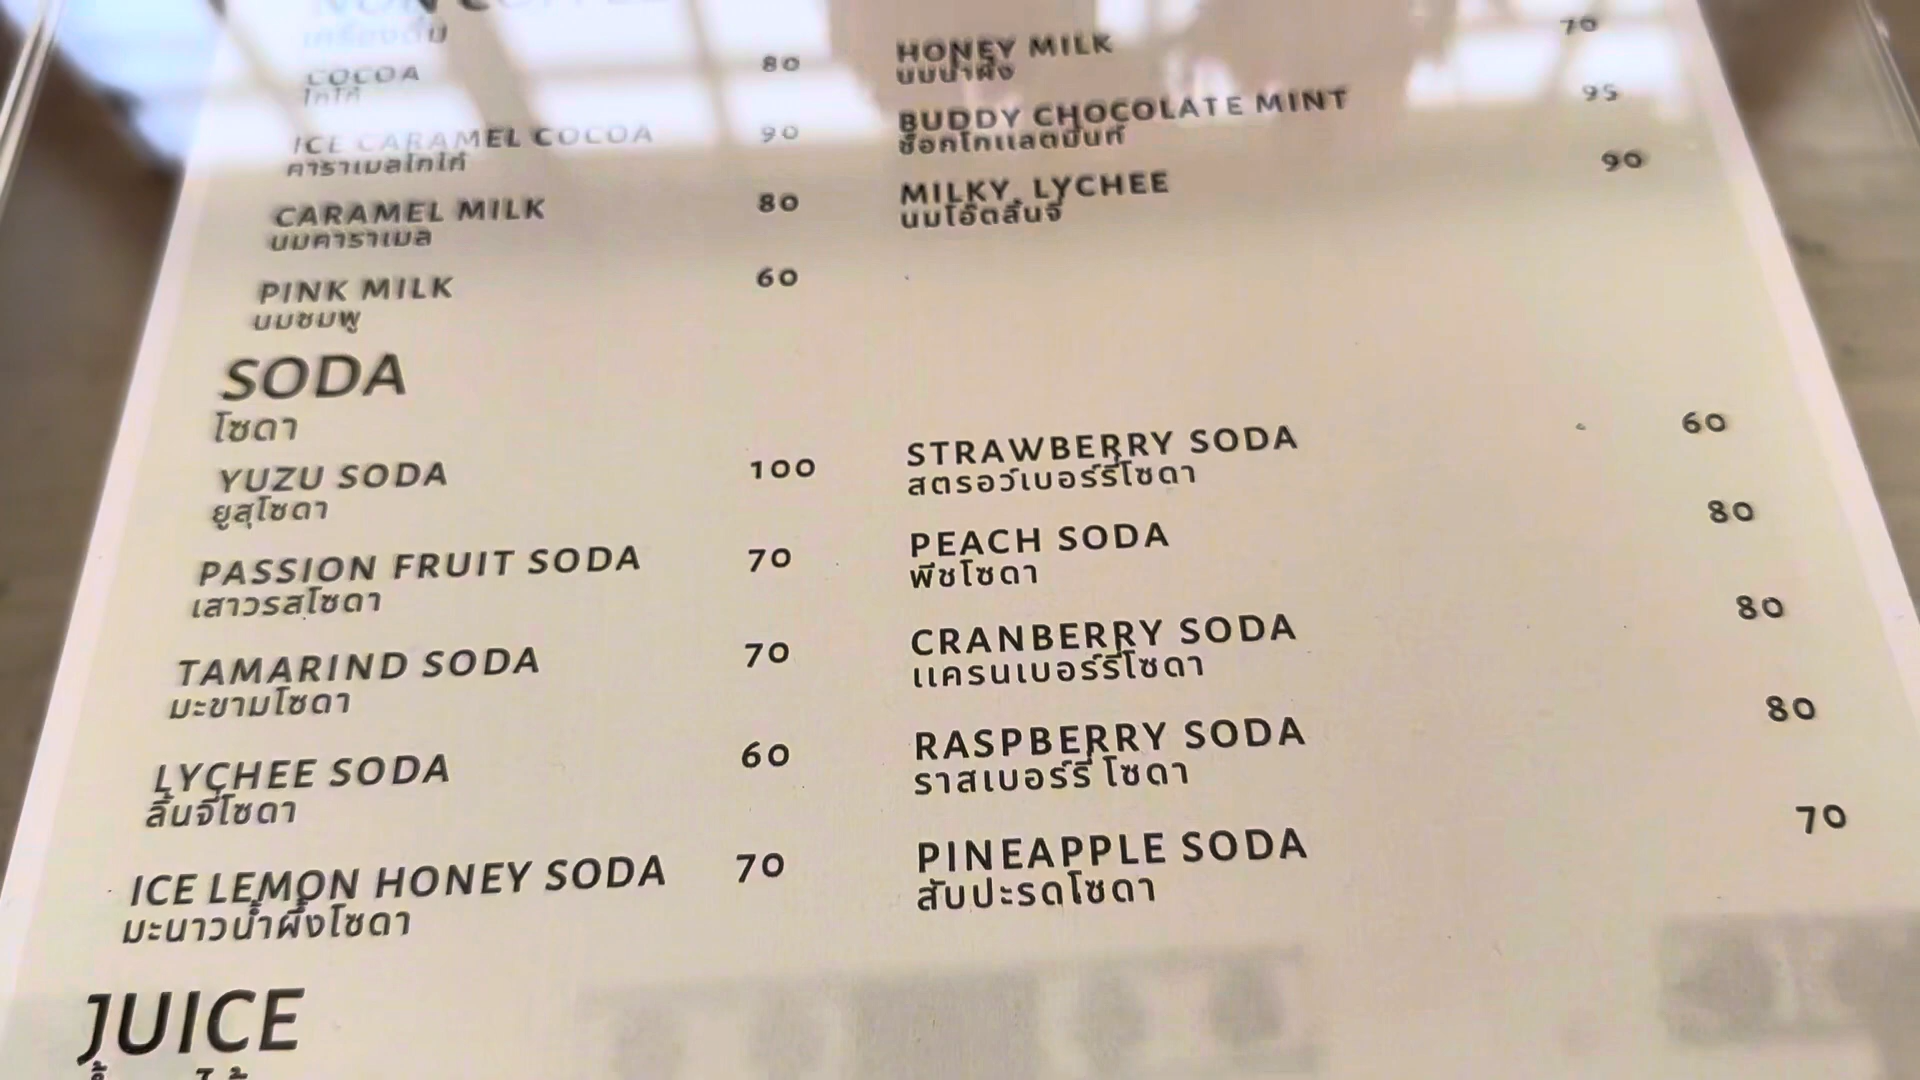 NON COFFEE
เครื่องดื่ม
COCOA 80
โกโก้
ICE CARAMEL COCOA 90
คาราเมลโกโก้
CARAMEL MILK 80
นมคาราเมล
PINK MILK 60
นมชมพู
HONEY MILK 70
นมน้ำผึ้ง
BUDDY CHOCOLATE MINT 95
ช็อกโกแลตมิ้นท์
MILKY LYCHEE 90
นมโอ๊ตลิ้นจี่
SODA
โซดา
YUZU SODA 100
ยูสุโซดา
PASSION FRUIT SODA 70
เสาวรสโซดา
TAMARIND SODA 70
มะขามโซดา
LYCHEE SODA 60
ลิ้นจี่โซดา
ICE LEMON HONEY SODA 70
มะนาวน้ำผึ้งโซดา
STRAWBERRY SODA 60
สตรอว์เบอร์รี่โซดา
PEACH SODA 80
พีชโซดา
CRANBERRY SODA 80
แครนเบอร์รี่โซดา
RASPBERRY SODA 80
ราสเบอร์รี่ โซดา
PINEAPPLE SODA 70
สับปะรดโซดา
JUICE